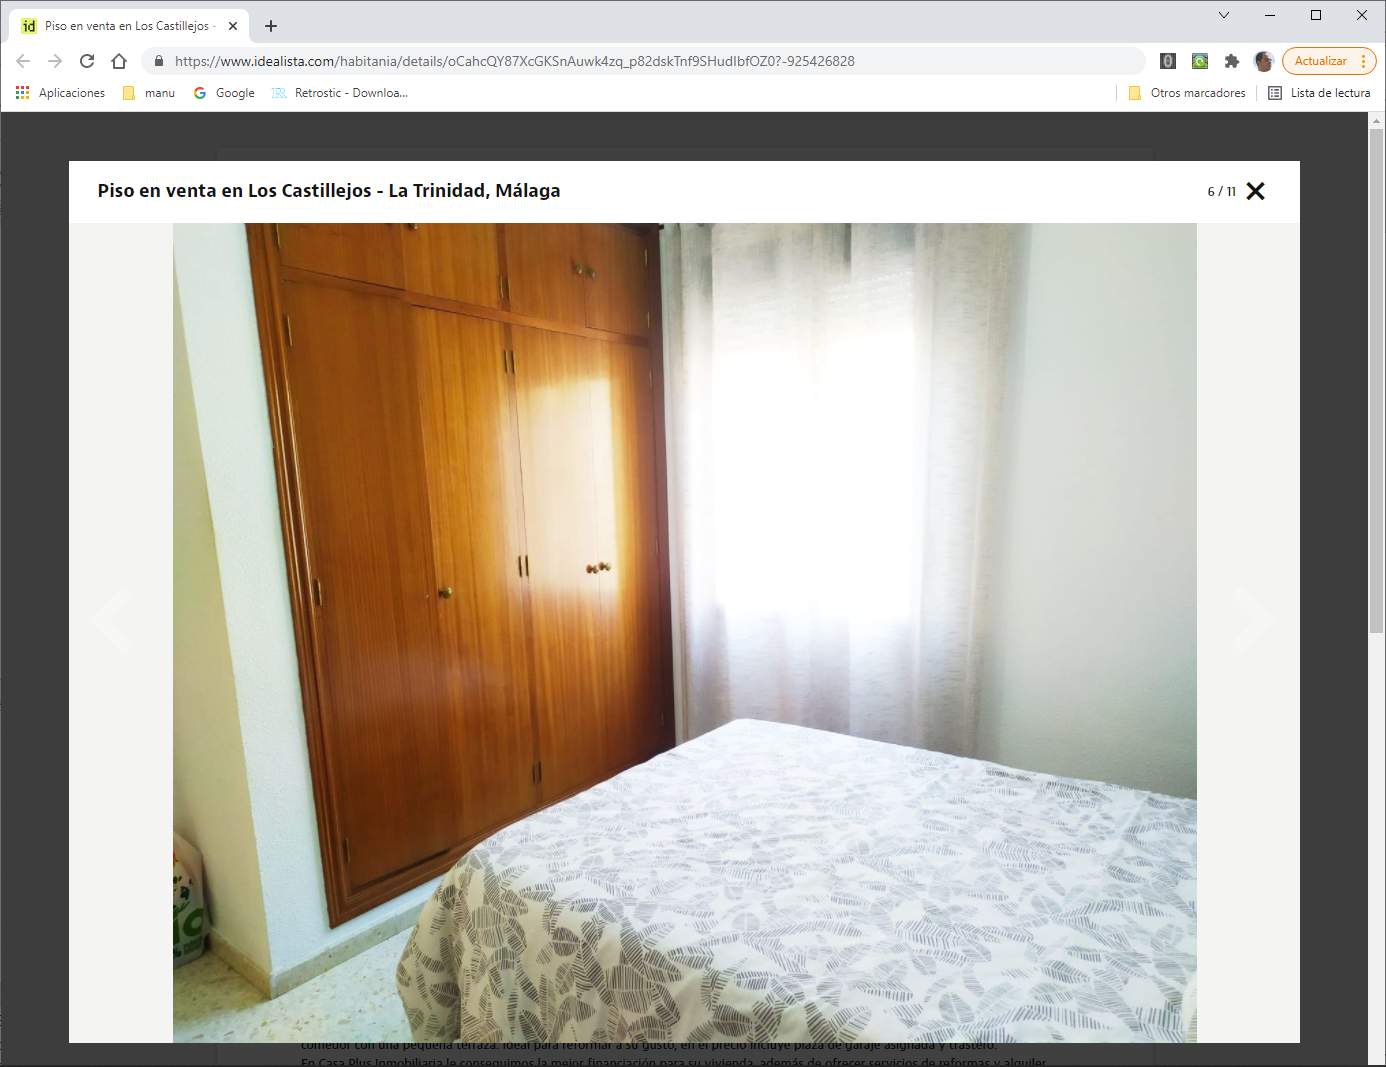 id Piso en venta en Los Castillejos -
https://www.idealista.com/habitania/details/oCahcQY87XcGKSnAuwk4zq_p82dskTnf9SHudIbfOZ0?-925426828
Actualizar
Aplicaciones manu Google Retrostic - Downloa... Otros marcadores Lista de lectura
Piso en venta en Los Castillejos - La Trinidad, Málaga 6 / 11
comedor con una pequeña terraza. Ideal para reformar a su gusto, en el precio incluye plaza de garaje asignada y trastero.
En Casa Plus Inmobiliaria le conseguimos la mejor financiación para su vivienda, además de ofrecer servicios de reformas y alquiler